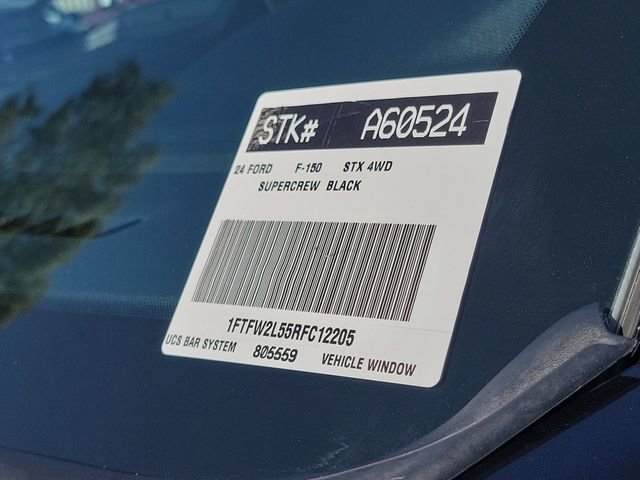 STK# A60524
24 FORD F-150 STX 4WD
SUPERCREW BLACK
1FTFW2L55RFC12205
UCS BAR SYSTEM 805559 VEHICLE WINDOW